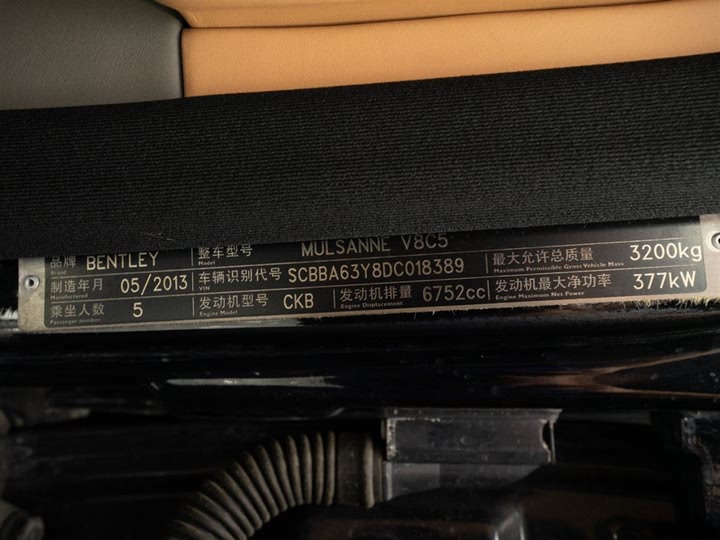 品牌 Brand BENTLEY 整车型号 Model MULSANNE V8C5
制造年月 Manufactured 05/2013 车辆识别代号 VIN SCBBA63Y8DC018389 最大允许总质量 Maximum Permissible Gross Vehicle Mass 3200kg
乘坐人数 Passenger number 5 发动机型号 Engine Model CKB 发动机排量 Engine Displacement 6752cc 发动机最大净功率 Engine Maximum Net Power 377kW